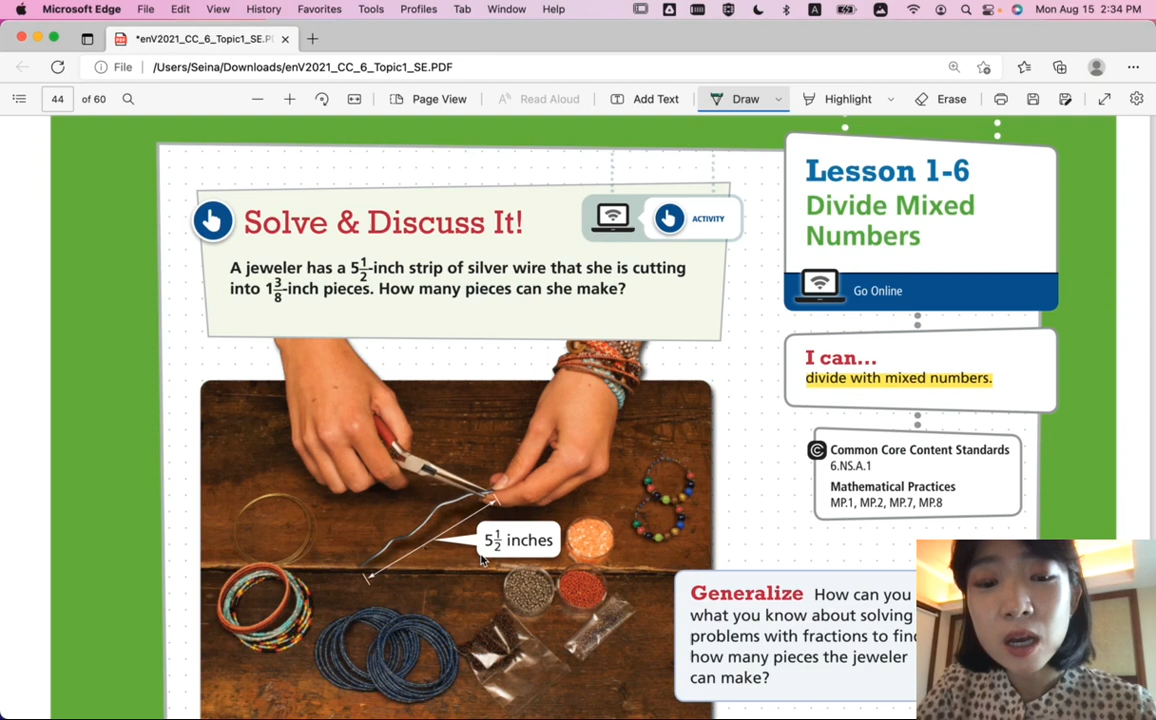 Microsoft Edge File Edit View History Favorites Tools Profiles Tab Window Help A Mon Aug 15 2:34 PM
*enV2021_CC_6_Topic1_SE.P
File /Users/Seina/Downloads/enV2021_CC_6_Topic1_SE.PDF
44 of 60 Page View Read Aloud Add Text Draw Highlight Erase
Lesson 1-6
Divide Mixed
Numbers
Go Online
Solve & Discuss It!
ACTIVITY
A jeweler has a 5 1/2-inch strip of silver wire that she is cutting
into 1 3/8-inch pieces. How many pieces can she make?
I can...
divide with mixed numbers.
C Common Core Content Standards
6.NS.A.1
Mathematical Practices
MP.1, MP.2, MP.7, MP.8
5 1/2 inches
Generalize How can you
what you know about solving
problems with fractions to find
how many pieces the jeweler
can make?